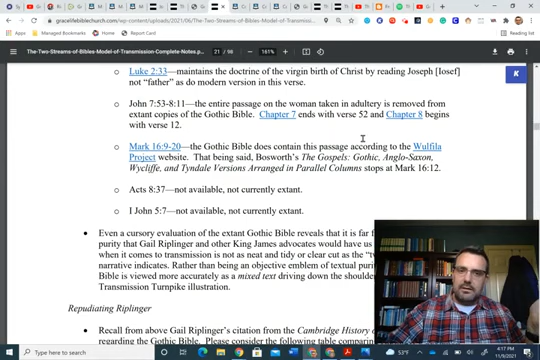 gracelifebiblechurch.com/wp-content/uploads/2021/06/The-Two-Streams-of-Bibles-Model-of-Transmission-Complete-Notes.pdf
Reading list
The-Two-Streams-of-Bibles-Model-of-Transmission-Complete-Notes.p...
21 / 98
161%
o Luke 2:33—maintains the doctrine of the virgin birth of Christ by reading Joseph [Iosef]
not “father” as do modern version in this verse.
o John 7:53-8:11—the entire passage on the woman taken in adultery is removed from
extant copies of the Gothic Bible. Chapter 7 ends with verse 52 and Chapter 8 begins
with verse 12.
o Mark 16:9-20—the Gothic Bible does contain this passage according to the Wulfila
Project website. That being said, Bosworth’s The Gospels: Gothic, Anglo-Saxon,
Wycliffe, and Tyndale Versions Arranged in Parallel Columns stops at Mark 16:12.
o Acts 8:37—not available, not currently extant.
o I John 5:7—not available, not currently extant.
• Even a cursory evaluation of the extant Gothic Bible reveals that it is far f
purity that Gail Riplinger and other King James advocates would have us
when it comes to transmission is not as neat and tidy or clear cut as the “tw
narrative indicates. Rather than being an objective emblem of textual purit
Bible is viewed more accurately as a mixed text driving down the shoulder
Transmission Turnpike illustration.
Repudiating Riplinger
• Recall from above Gail Riplinger’s citation from the Cambridge History o
regarding the Gothic Bible. Please consider the following table comparing
K
53°F
4:17 PM
11/9/2021